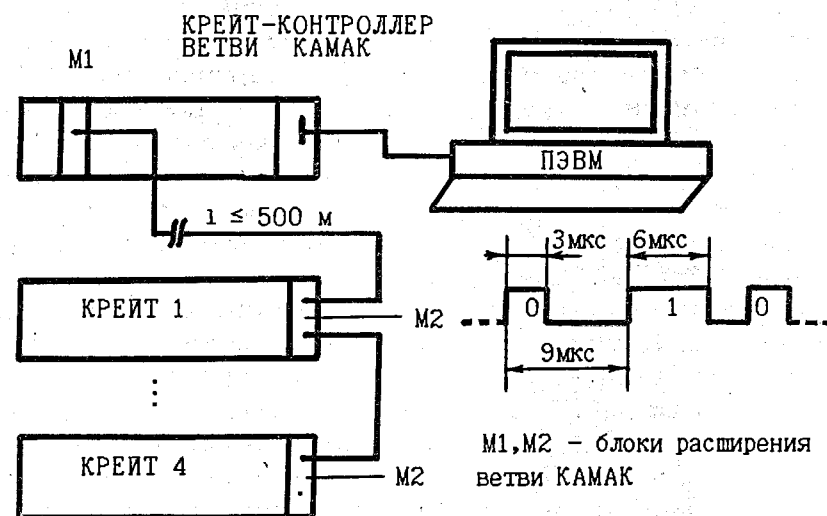 КРЕЙТ-КОНТРОЛЛЕР
ВЕТВИ КАМАК
М1
ПЭВМ
l ≤ 500 м
3мкс
6мкс
КРЕЙТ 1
М2
0
1
0
9мкс
КРЕЙТ 4
М2
М1,М2 - блоки расширения
ветви КАМАК